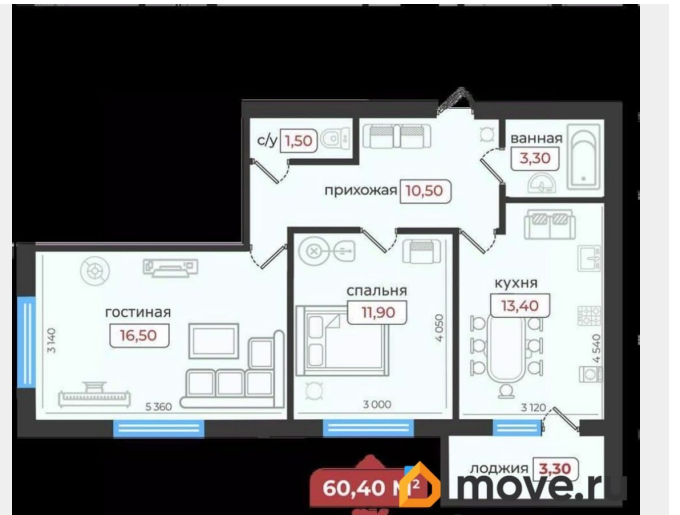 с/у 1,50
ванная
3,30
прихожая 10,50
гостиная
16,50
3 140
5 360
спальня
11,90
4 050
3 000
кухня
13,40
4 540
3 120
лоджия 3,30
60,40 М²
move.ru